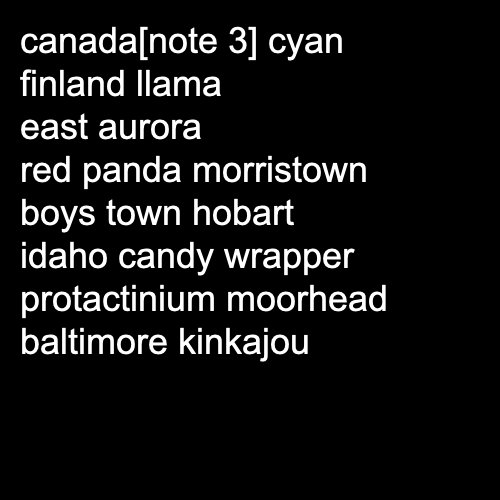 canada[note 3] cyan
finland llama
east aurora
red panda morristown
boys town hobart
idaho candy wrapper
protactinium moorhead
baltimore kinkajou